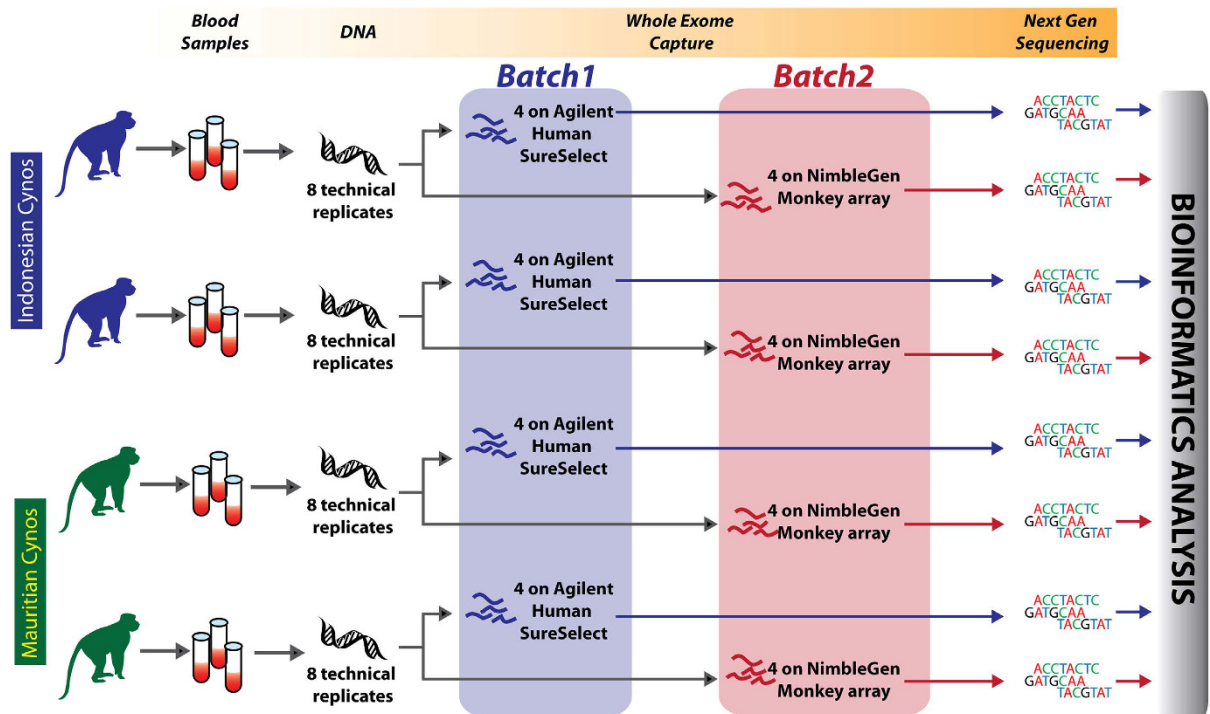 Blood
Samples
DNA
Whole Exome
Capture
Next Gen
Sequencing
Batch1
Batch2
Indonesian Cynos
Mauritian Cynos
8 technical
replicates
4 on Agilent
Human
SureSelect
4 on NimbleGen
Monkey array
ACCTACTC
GATGCAA
TACGTAT
ACCTACTC
GATGCAA
TACGTAT
8 technical
replicates
4 on Agilent
Human
SureSelect
4 on NimbleGen
Monkey array
ACCTACTC
GATGCAA
TACGTAT
ACCTACTC
GATGCAA
TACGTAT
8 technical
replicates
4 on Agilent
Human
SureSelect
4 on NimbleGen
Monkey array
ACCTACTC
GATGCAA
TACGTAT
ACCTACTC
GATGCAA
TACGTAT
8 technical
replicates
4 on Agilent
Human
SureSelect
4 on NimbleGen
Monkey array
ACCTACTC
GATGCAA
TACGTAT
ACCTACTC
GATGCAA
TACGTAT
BIOINFORMATICS ANALYSIS